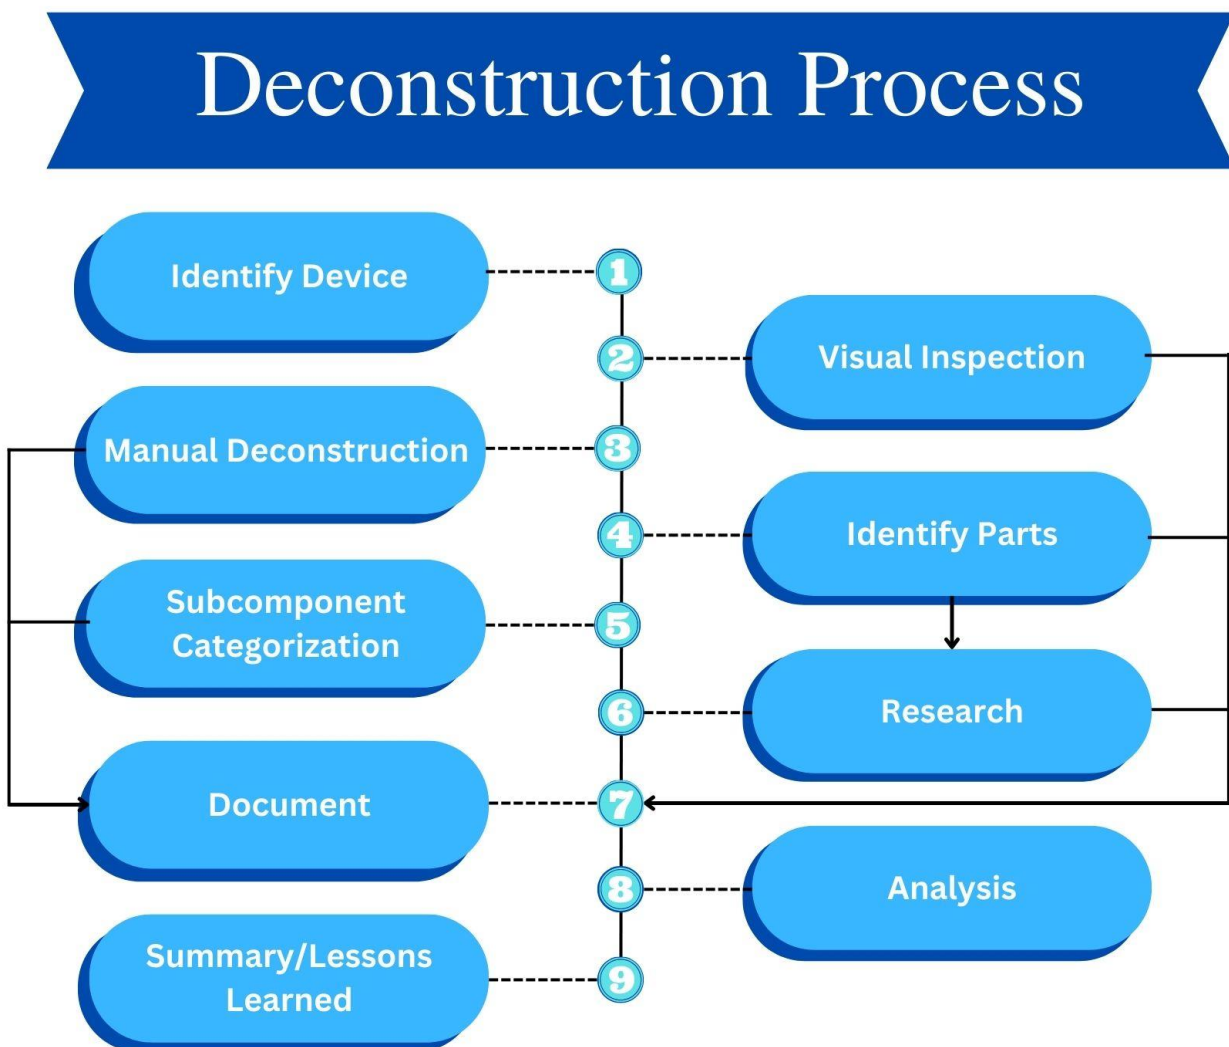 Deconstruction Process
Identify Device
1
2
Visual Inspection
Manual Deconstruction
3
4
Identify Parts
Subcomponent
Categorization
5
6
Research
Document
7
8
Analysis
Summary/Lessons
Learned
9